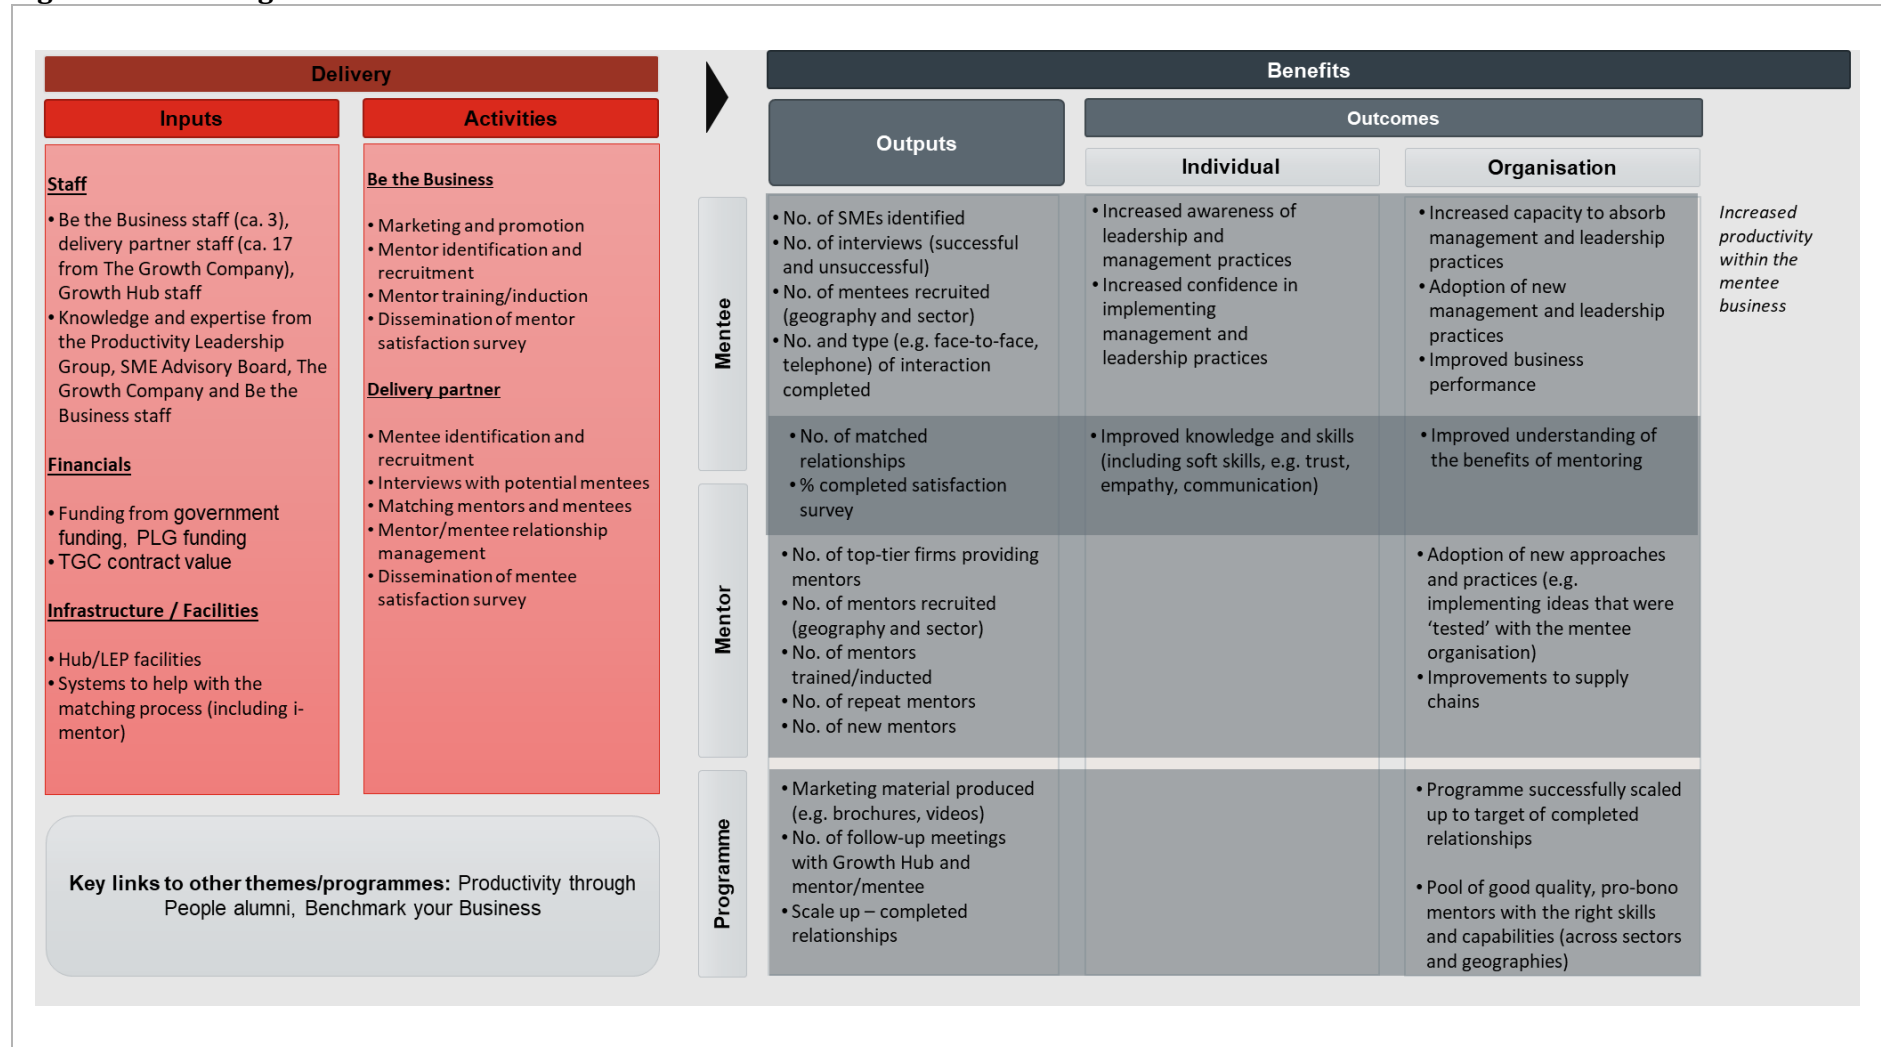 Delivery
Inputs
Staff
• Be the Business staff (ca. 3),
delivery partner staff (ca. 17
from The Growth Company),
Growth Hub staff
• Knowledge and expertise from
the Productivity Leadership
Group, SME Advisory Board, The
Growth Company and Be the
Business staff
Financials
• Funding from government
funding, PLG funding
• TGC contract value
Infrastructure / Facilities
• Hub/LEP facilities
• Systems to help with the
matching process (including i-
mentor)
Activities
Be the Business
• Marketing and promotion
• Mentor identification and
recruitment
• Mentor training/induction
• Dissemination of mentor
satisfaction survey
Delivery partner
• Mentee identification and
recruitment
• Interviews with potential mentees
• Matching mentors and mentees
• Mentor/mentee relationship
management
• Dissemination of mentee
satisfaction survey
Key links to other themes/programmes: Productivity through
People alumni, Benchmark your Business
Benefits
Outputs
Outcomes
Individual
Organisation
Mentee
• No. of SMEs identified
• No. of interviews (successful
and unsuccessful)
• No. of mentees recruited
(geography and sector)
• No. and type (e.g. face-to-face,
telephone) of interaction
completed
• Increased awareness of
leadership and
management practices
• Increased confidence in
implementing
management and
leadership practices
• Increased capacity to absorb
management and leadership
practices
• Adoption of new
management and leadership
practices
• Improved business
performance
Increased
productivity
within the
mentee
business
• No. of matched
relationships
• % completed satisfaction
survey
• Improved knowledge and skills
(including soft skills, e.g. trust,
empathy, communication)
• Improved understanding of
the benefits of mentoring
Mentor
• No. of top-tier firms providing
mentors
• No. of mentors recruited
(geography and sector)
• No. of mentors
trained/inducted
• No. of repeat mentors
• No. of new mentors
• Adoption of new approaches
and practices (e.g.
implementing ideas that were
‘tested’ with the mentee
organisation)
• Improvements to supply
chains
Programme
• Marketing material produced
(e.g. brochures, videos)
• No. of follow-up meetings
with Growth Hub and
mentor/mentee
• Scale up – completed
relationships
• Programme successfully scaled
up to target of completed
relationships
• Pool of good quality, pro-bono
mentors with the right skills
and capabilities (across sectors
and geographies)